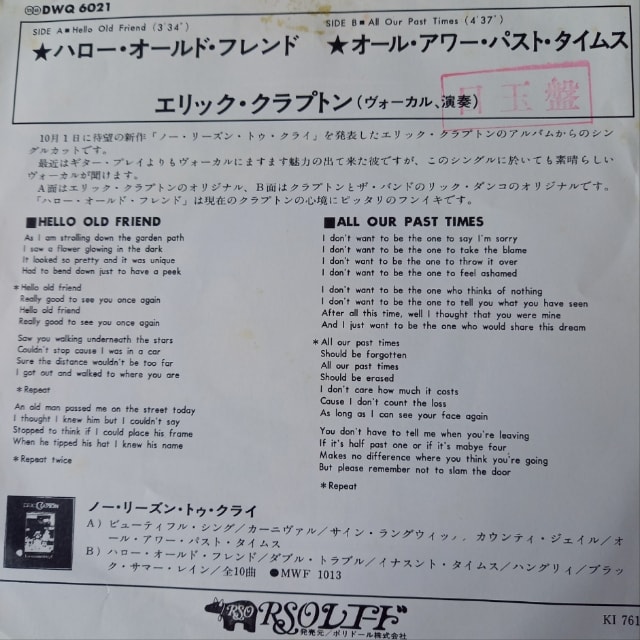 DWQ 6021
SIDE A■Hello Old Friend (3'34")
SIDE B■All Our Past Times (4'37")
★ハロー・オールド・フレンド ★オール・アワー・パスト・タイムス
エリック・クラプトン(ヴォーカル、演奏)
目玉盤
10月1日に待望の新作「ノー・リーズン・トゥ・クライ」を発表したエリック・クラプトンのアルバムからのシン
グルカットです。
最近はギター・プレイよりもヴォーカルにますます魅力の出て来た彼ですが、このシングルに於いても素晴らしい
ヴォーカルが聞けます。
A面はエリック・クラプトンのオリジナル、B面はクラプトンとザ・バンドのリック・ダンコのオリジナルです。
「ハロー・オールド・フレンド」は現在のクラプトンの心境にピッタリのフンイキです。
■HELLO OLD FRIEND
As I am strolling down the garden path
I saw a flower glowing in the dark
It looked so pretty and it was unique
Had to bend down just to have a peek
*Hello old friend
Really good to see you once again
Hello old friend
Really good to see you once again
Saw you walking underneath the stars
Couldn't stop cause I was in a car
Sure the distance wouldn't be too far
I got out and walked to where you are
*Repeat
An old man passed me on the street today
I thought I knew him but I couldn't say
Stopped to think if I could place his frame
When he tipped his hat I knew his name
*Repeat twice
■ALL OUR PAST TIMES
I don't want to be the one to say I'm sorry
I don't want to be the one to take the blame
I don't want to be the one to throw it over
I don't want to be the one to feel ashamed
I don't want to be the one who thinks of nothing
I don't want to be the one to tell you what you have seen
After all this time, well I thought that you were mine
And I just want to be the one who would share this dream
*All our past times
Should be forgotten
All our past times
Should be erased
I don't care how much it costs
Cause I don't count the loss
As long as I can see your face again
You don't have to tell me when you're leaving
If it's half past one or if it's mabye four
Makes no difference where you think you're going
But please remember not to slam the door
*Repeat
ノー・リーズン・トゥ・クライ
A)ビューティフル・シング/カーニヴァル/サイン・ラングウィッ カウンティ・ジェイル/オ
ール・アワー・パスト・タイムス
B)ハロー・オールド・フレンド/ダブル・トラブル/イナスント・タイムス/ハングリィ/ブラッ
ク・サマー・レイン/全10曲 ●MWF 1013
RSO RSOレコード
発売元/ポリドール株式会社
KI 761